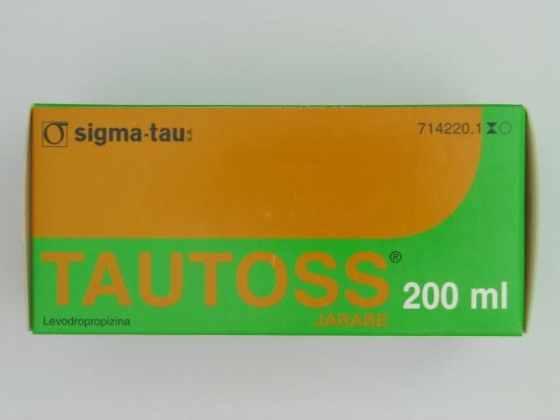 sigma-tau s.a.
714220.1
TAUTOSS®
200 ml
JARABE
Levodropropizina